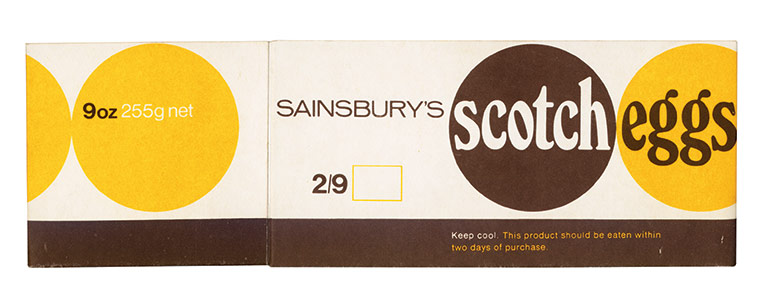 9oz 255g net
SAINSBURY'S scotch eggs
2/9
Keep cool. This product should be eaten within
two days of purchase.